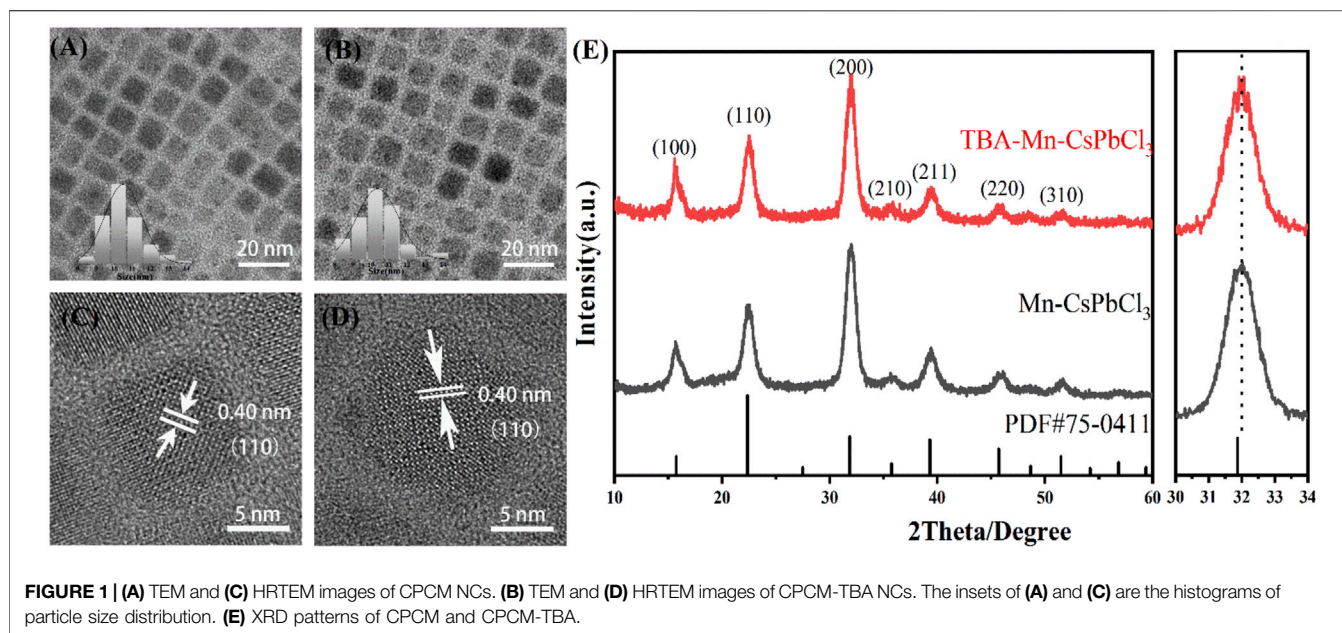 (A)
20 nm
Size(nm)
(B)
20 nm
Size(nm)
(C)
0.40 nm
(110)
5 nm
(D)
0.40 nm
(110)
5 nm
(E)
Intensity(a.u.)
(100)
(110)
(200)
(210)
(211)
(220)
(310)
TBA-Mn-CsPbCl3
Mn-CsPbCl3
PDF#75-0411
10 20 30 40 50 60
2Theta/Degree
30 31 32 33 34
FIGURE 1 | (A) TEM and (C) HRTEM images of CPCM NCs. (B) TEM and (D) HRTEM images of CPCM-TBA NCs. The insets of (A) and (C) are the histograms of
particle size distribution. (E) XRD patterns of CPCM and CPCM-TBA.